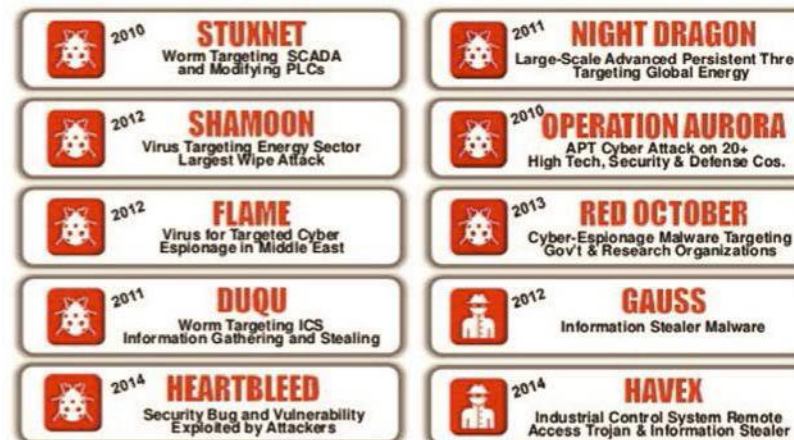 2010
STUXNET
Worm Targeting SCADA
and Modifying PLCs
2012
SHAMOON
Virus Targeting Energy Sector
Largest Wipe Attack
2012
FLAME
Virus for Targeted Cyber
Espionage in Middle East
2011
DUQU
Worm Targeting ICS
Information Gathering and Stealing
2014
HEARTBLEED
Security Bug and Vulnerability
Exploited by Attackers
2011
NIGHT DRAGON
Large-Scale Advanced Persistent Thre
Targeting Global Energy
2010
OPERATION AURORA
APT Cyber Attack on 20+
High Tech, Security & Defense Cos.
2013
RED OCTOBER
Cyber-Espionage Malware Targeting
Gov't & Research Organizations
2012
GAUSS
Information Stealer Malware
2014
HAVEX
Industrial Control System Remote
Access Trojan & Information Stealer